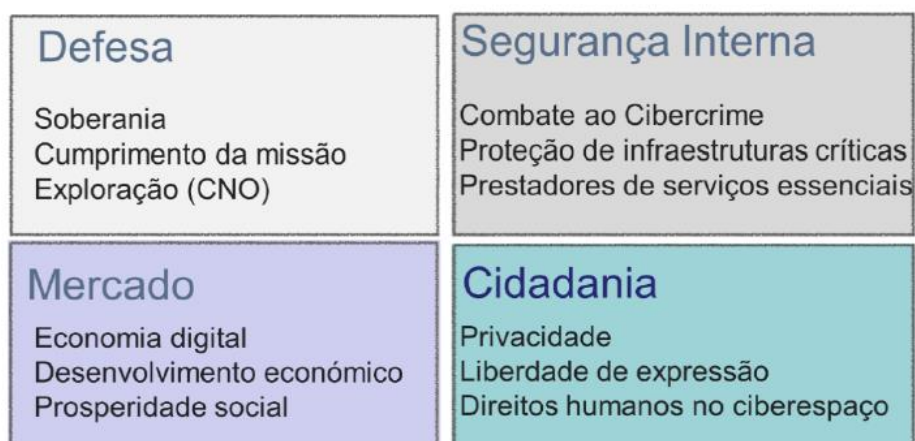 Defesa
Soberania
Cumprimento da missão
Exploração (CNO)
Segurança Interna
Combate ao Cibercrime
Proteção de infraestruturas críticas
Prestadores de serviços essenciais
Mercado
Economia digital
Desenvolvimento económico
Prosperidade social
Cidadania
Privacidade
Liberdade de expressão
Direitos humanos no ciberespaço